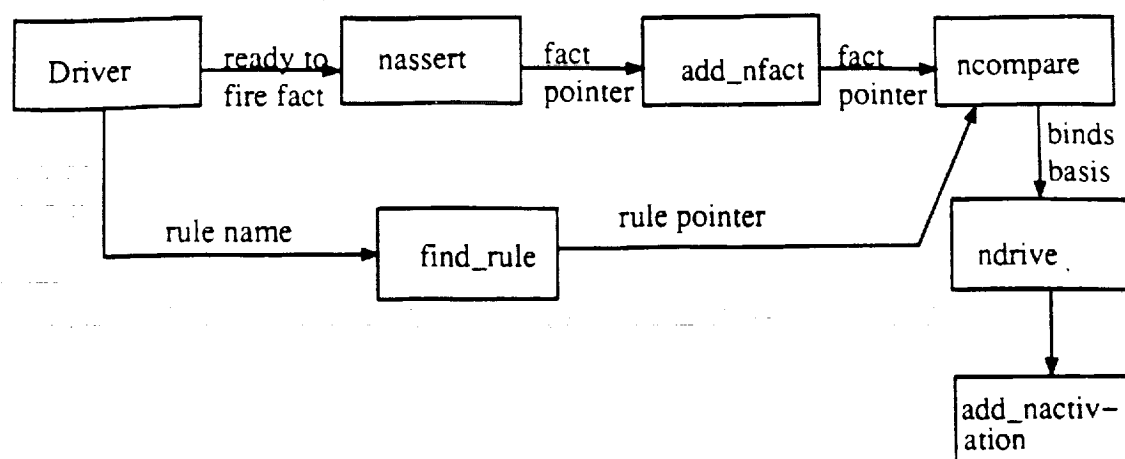 Driver
ready to
fire fact
nassert
fact
pointer
add_nfact
fact
pointer
ncompare
binds
basis
rule name
find_rule
rule pointer
ndrive
add_nactiv-
ation